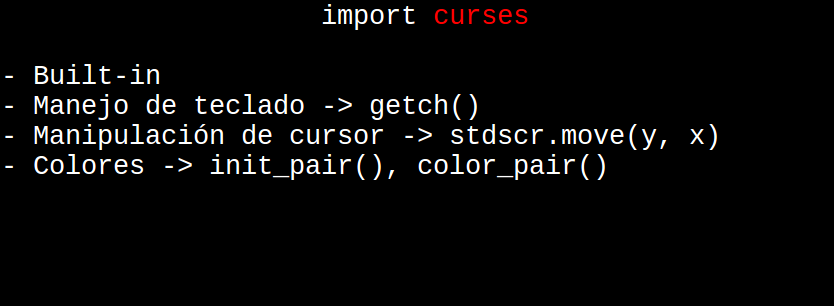 import curses
- Built-in
- Manejo de teclado -> getch()
- Manipulación de cursor -> stdscr.move(y, x)
- Colores -> init_pair(), color_pair()